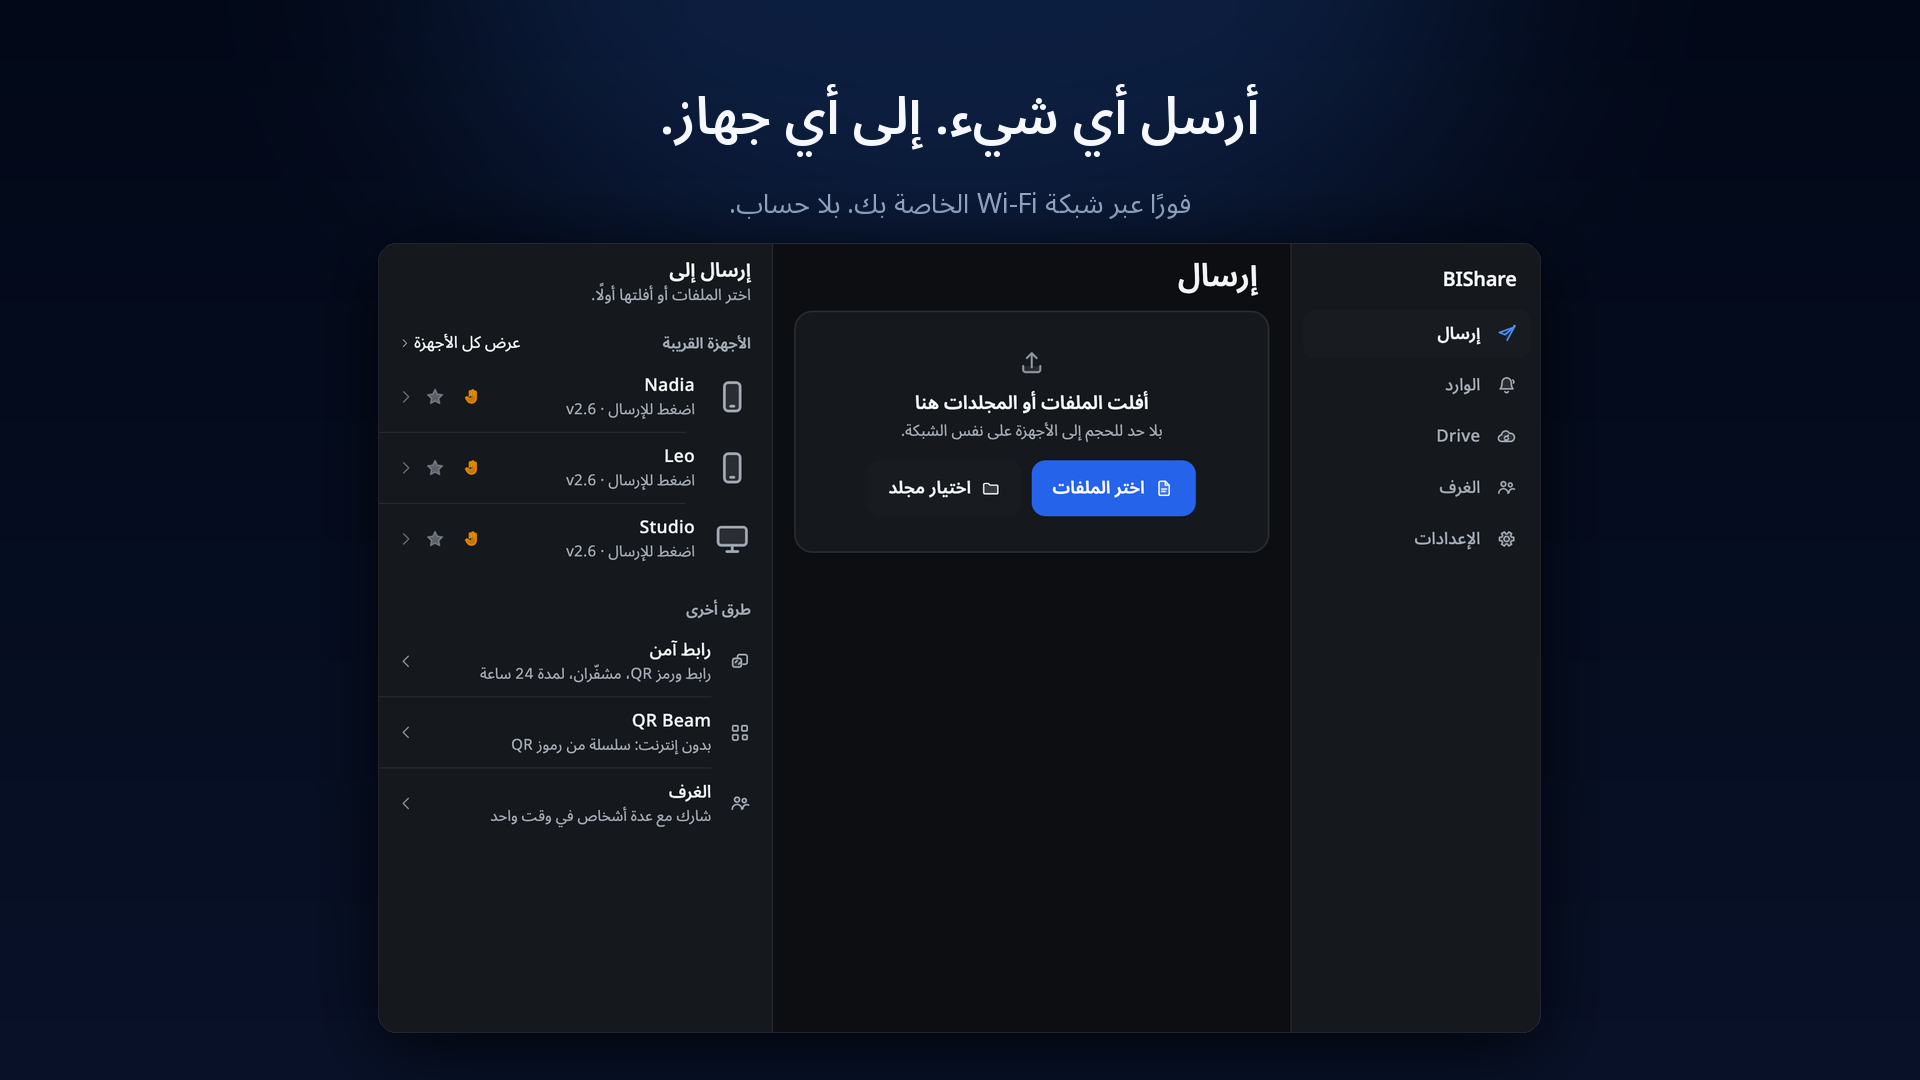 أرسل أي شيء. إلى أي جهاز.
فورًا عبر شبكة Wi-Fi الخاصة بك. بلا حساب.
BIShare
إرسال
الوارد
Drive
الغرف
الإعدادات
إرسال
أفلت الملفات أو المجلدات هنا
بلا حد للحجم إلى الأجهزة على نفس الشبكة.
اختر الملفات
اختيار مجلد
إرسال إلى
اختر الملفات أو أفلتها أولًا.
الأجهزة القريبة
عرض كل الأجهزة
Nadia
اضغط للإرسال · v2.6
Leo
اضغط للإرسال · v2.6
Studio
اضغط للإرسال · v2.6
طرق أخرى
رابط آمن
رابط ورمز QR، مشفّران، لمدة 24 ساعة
QR Beam
بدون إنترنت: سلسلة من رموز QR
الغرف
شارك مع عدة أشخاص في وقت واحد